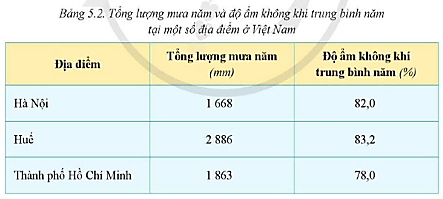 Bảng 5.2. Tổng lượng mưa năm và độ ẩm không khí trung bình năm
tại một số địa điểm ở Việt Nam
Địa điểm Tổng lượng mưa năm (mm) Độ ẩm không khí trung bình năm (%)
Hà Nội 1 668 82,0
Huế 2 886 83,2
Thành phố Hồ Chí Minh 1 863 78,0